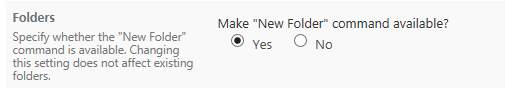 Folders
Specify whether the "New Folder"
command is available. Changing
this setting does not affect existing
folders.
Make "New Folder" command available?
Yes No